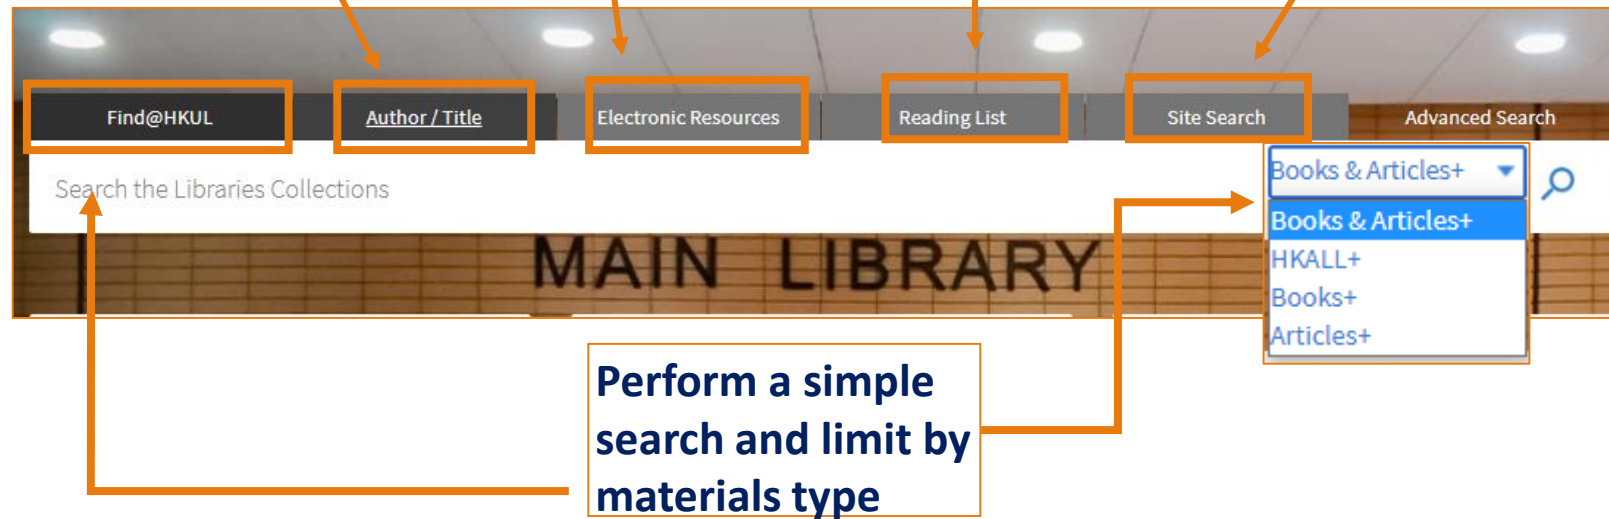 Find@HKUL
Author / Title
Electronic Resources
Reading List
Site Search
Advanced Search
Search the Libraries Collections
Books & Articles+
Books & Articles+
HKALL+
Books+
Articles+
MAIN LIBRARY
Perform a simple
search and limit by
materials type